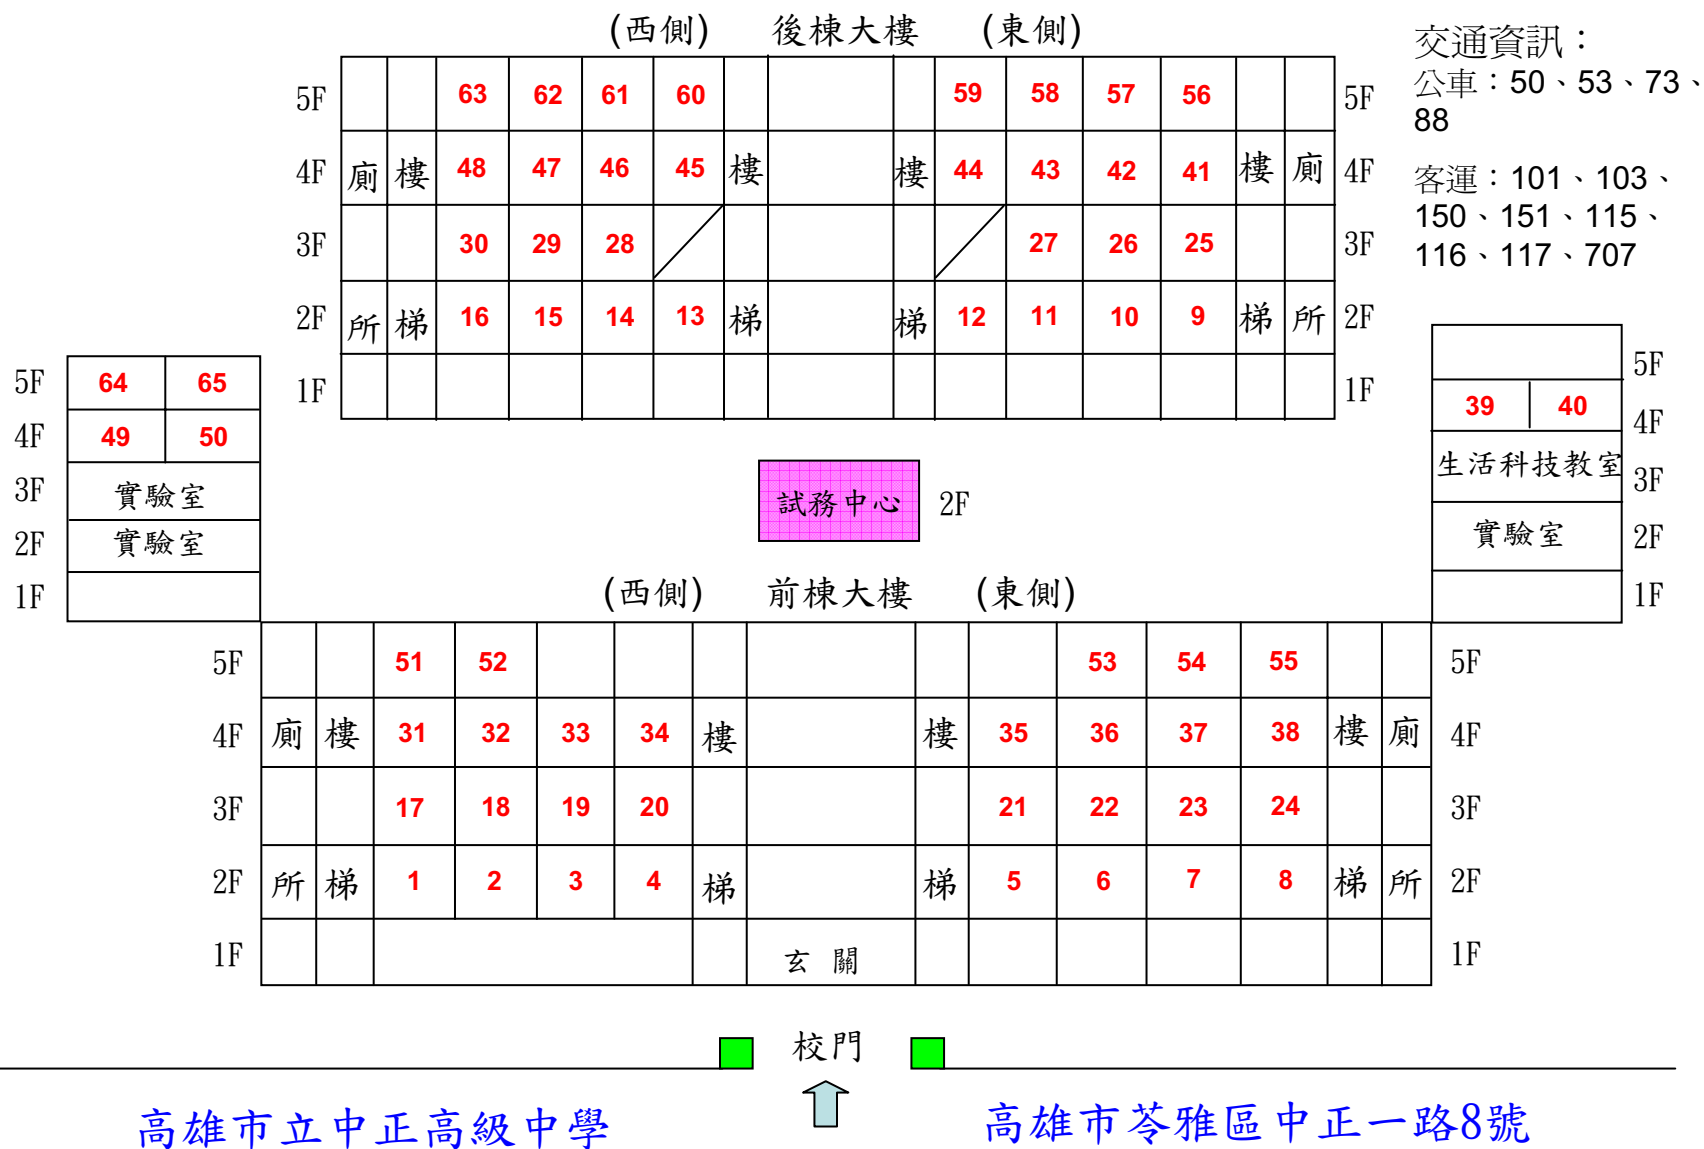 (西側) 後棟大樓 (東側)
交通資訊：
公車：50、53、73、
88
客運：101、103、
150、151、115、
116、117、707
5F 63 62 61 60 59 58 57 56 5F
4F 廁 樓 48 47 46 45 樓 樓 44 43 42 41 樓 廁 4F
3F 30 29 28 27 26 25 3F
2F 所 梯 16 15 14 13 梯 梯 12 11 10 9 梯 所 2F
1F 1F
5F 64 65
4F 49 50
3F 實驗室
2F 實驗室
1F
5F
39 40 4F
生活科技教室 3F
實驗室 2F
1F
試務中心 2F
(西側) 前棟大樓 (東側)
5F 51 52 53 54 55 5F
4F 廁 樓 31 32 33 34 樓 樓 35 36 37 38 樓 廁 4F
3F 17 18 19 20 21 22 23 24 3F
2F 所 梯 1 2 3 4 梯 梯 5 6 7 8 梯 所 2F
1F 玄關 1F
校門
高雄市立中正高級中學
高雄市苓雅區中正一路8號